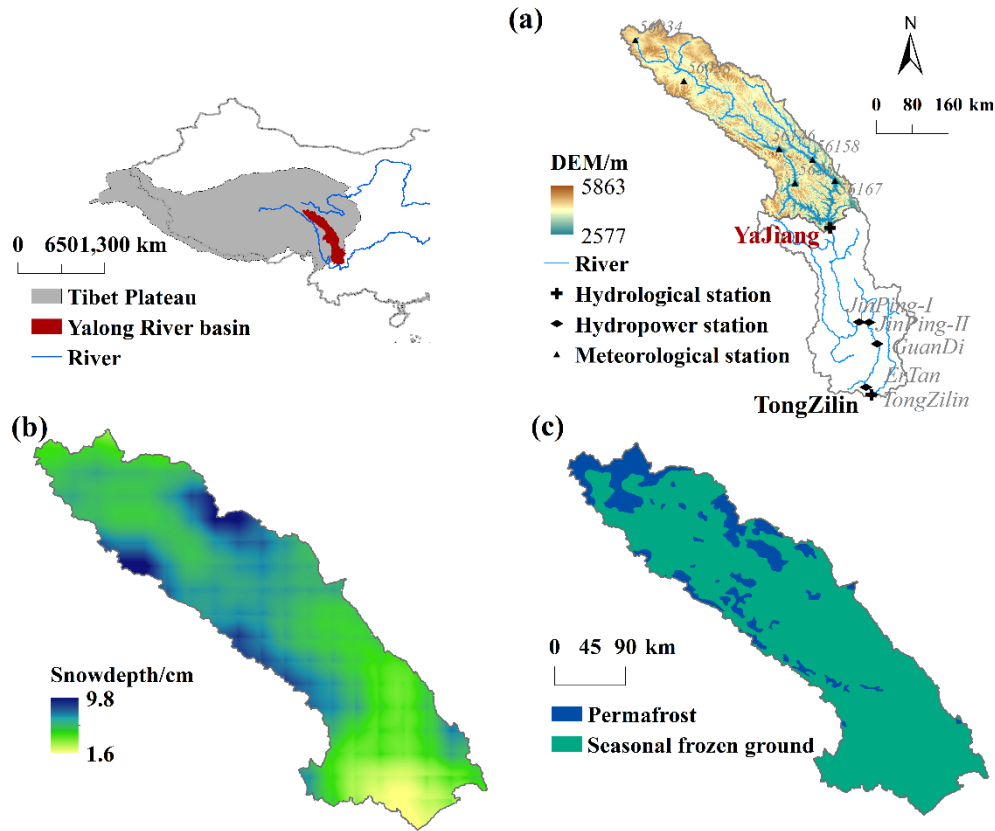 (a)
N
0 80 160 km
56034
56038
56158
56167
DEM/m
5863
2577
YaJiang
River
Hydrological station
Hydropower station
Meteorological station
JinPing-I
JinPing-II
GuanDi
ErTan
TongZilin
TongZilin
0 6501,300 km
Tibet Plateau
Yalong River basin
River
(b)
Snowdepth/cm
9.8
1.6
(c)
0 45 90 km
Permafrost
Seasonal frozen ground